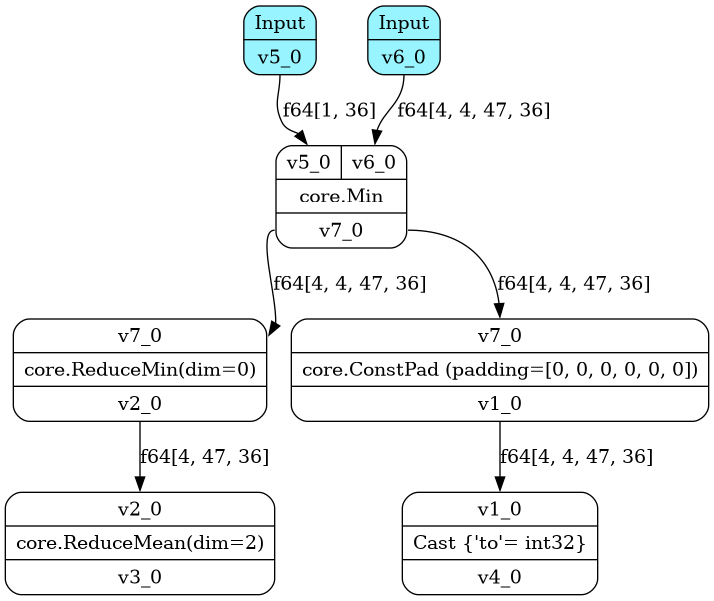 Input
v5_0
Input
v6_0
f64[1, 36]
f64[4, 4, 47, 36]
v5_0
v6_0
core.Min
v7_0
f64[4, 4, 47, 36]
f64[4, 4, 47, 36]
v7_0
core.ReduceMin(dim=0)
v2_0
v7_0
core.ConstPad (padding=[0, 0, 0, 0, 0, 0])
v1_0
f64[4, 47, 36]
f64[4, 4, 47, 36]
v2_0
core.ReduceMean(dim=2)
v3_0
v1_0
Cast {'to'= int32}
v4_0